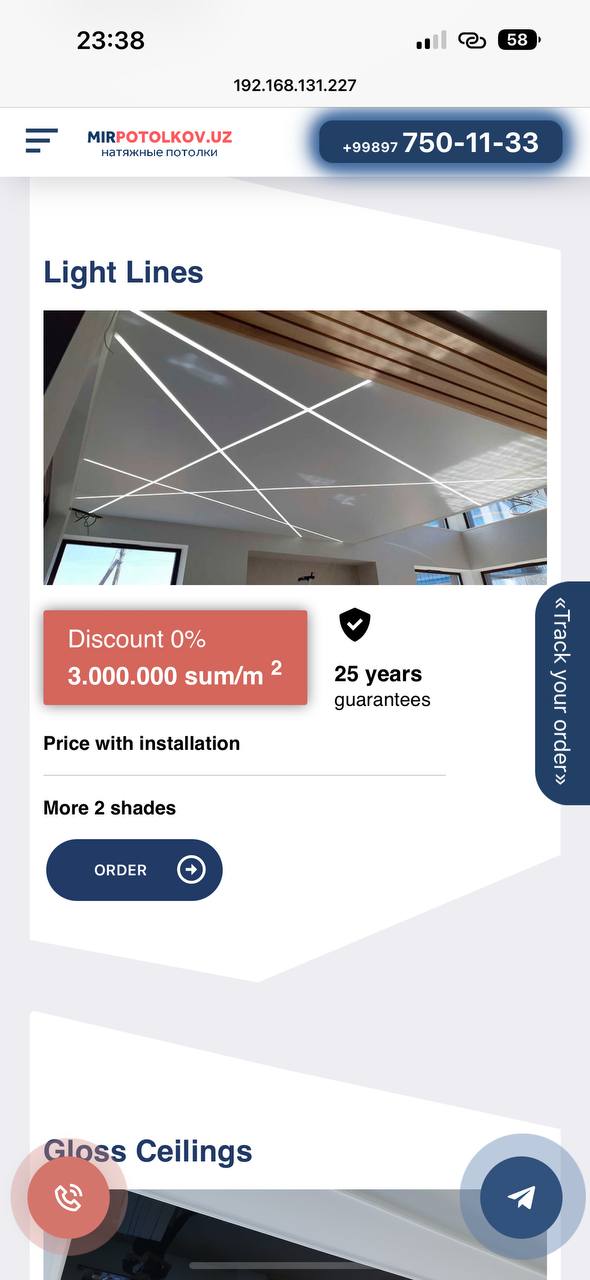 23:38
58
192.168.131.227
MIRPOTOLKOV.UZ
натяжные потолки
+99897 750-11-33
Light Lines
Discount 0%
3.000.000 sum/m 2
25 years
guarantees
Price with installation
More 2 shades
ORDER
«Track your order»
Gloss Ceilings